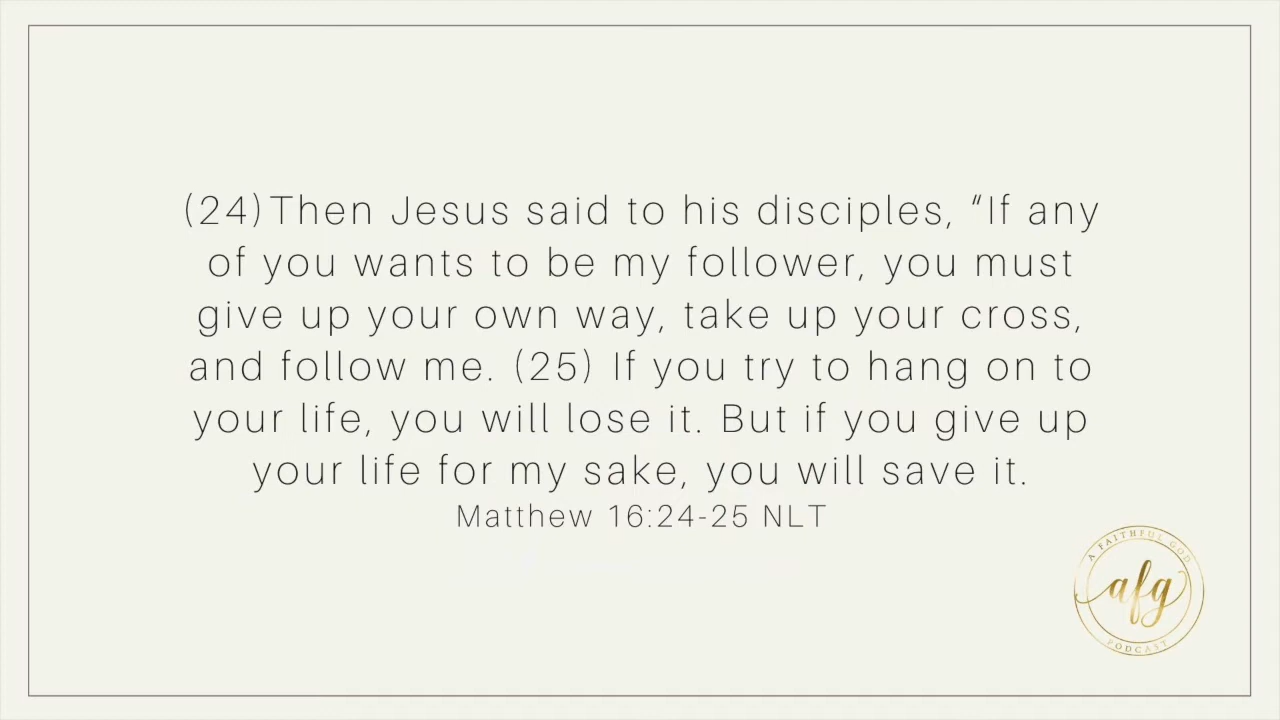 (24)Then Jesus said to his disciples, “If any
of you wants to be my follower, you must
give up your own way, take up your cross,
and follow me. (25) If you try to hang on to
your life, you will lose it. But if you give up
your life for my sake, you will save it.
Matthew 16:24-25 NLT
A FAITHFUL GOD
afg
PODCAST